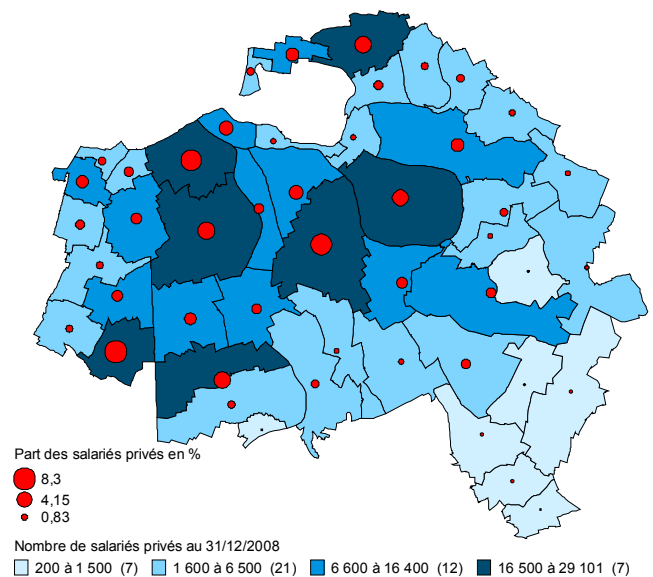 Part des salariés privés en %
8,3
4,15
0,83
Nombre de salariés privés au 31/12/2008
200 à 1 500 (7) 1 600 à 6 500 (21) 6 600 à 16 400 (12) 16 500 à 29 101 (7)